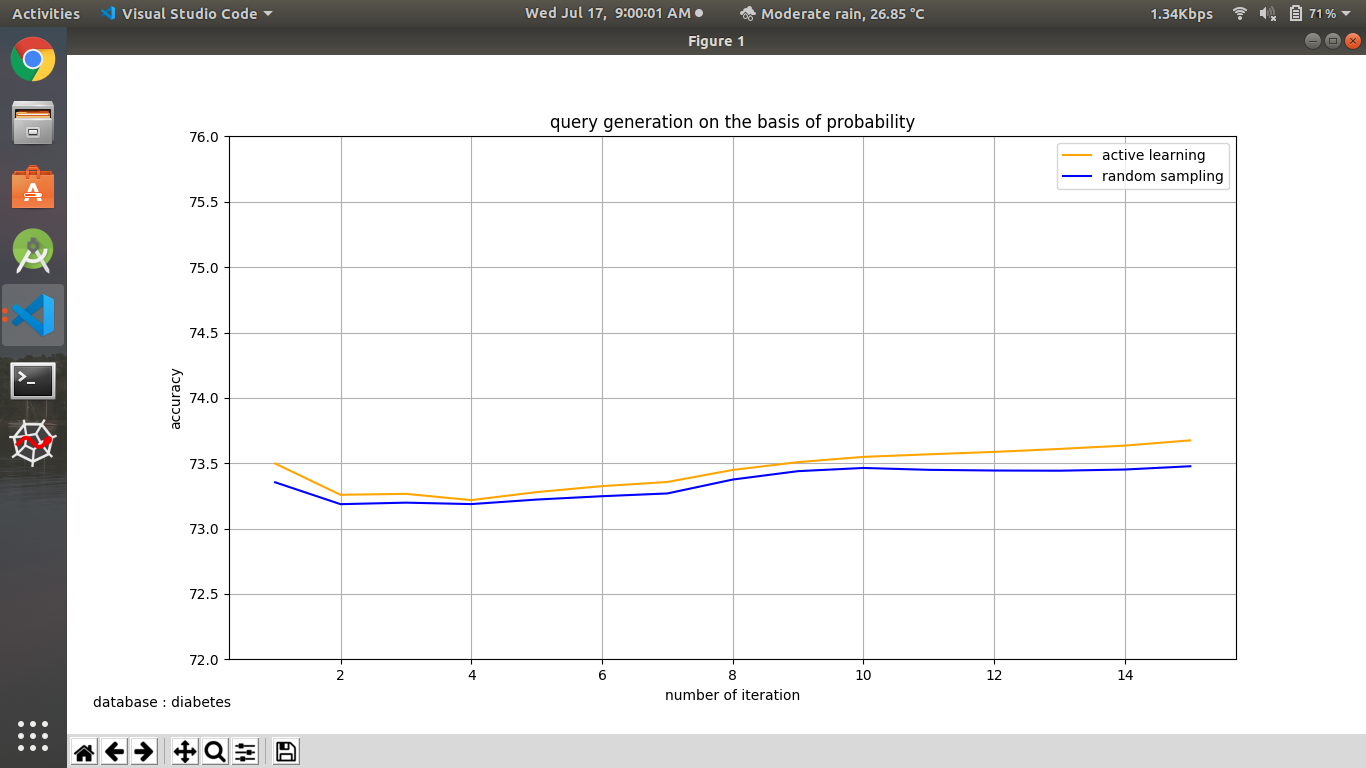 Activities Visual Studio Code Wed Jul 17, 9:00:01 AM Moderate rain, 26.85 °C 1.34Kbps 71%
Figure 1
query generation on the basis of probability
active learning
random sampling
76.0
75.5
75.0
74.5
74.0
73.5
73.0
72.5
72.0
accuracy
2 4 6 8 10 12 14
number of iteration
database : diabetes